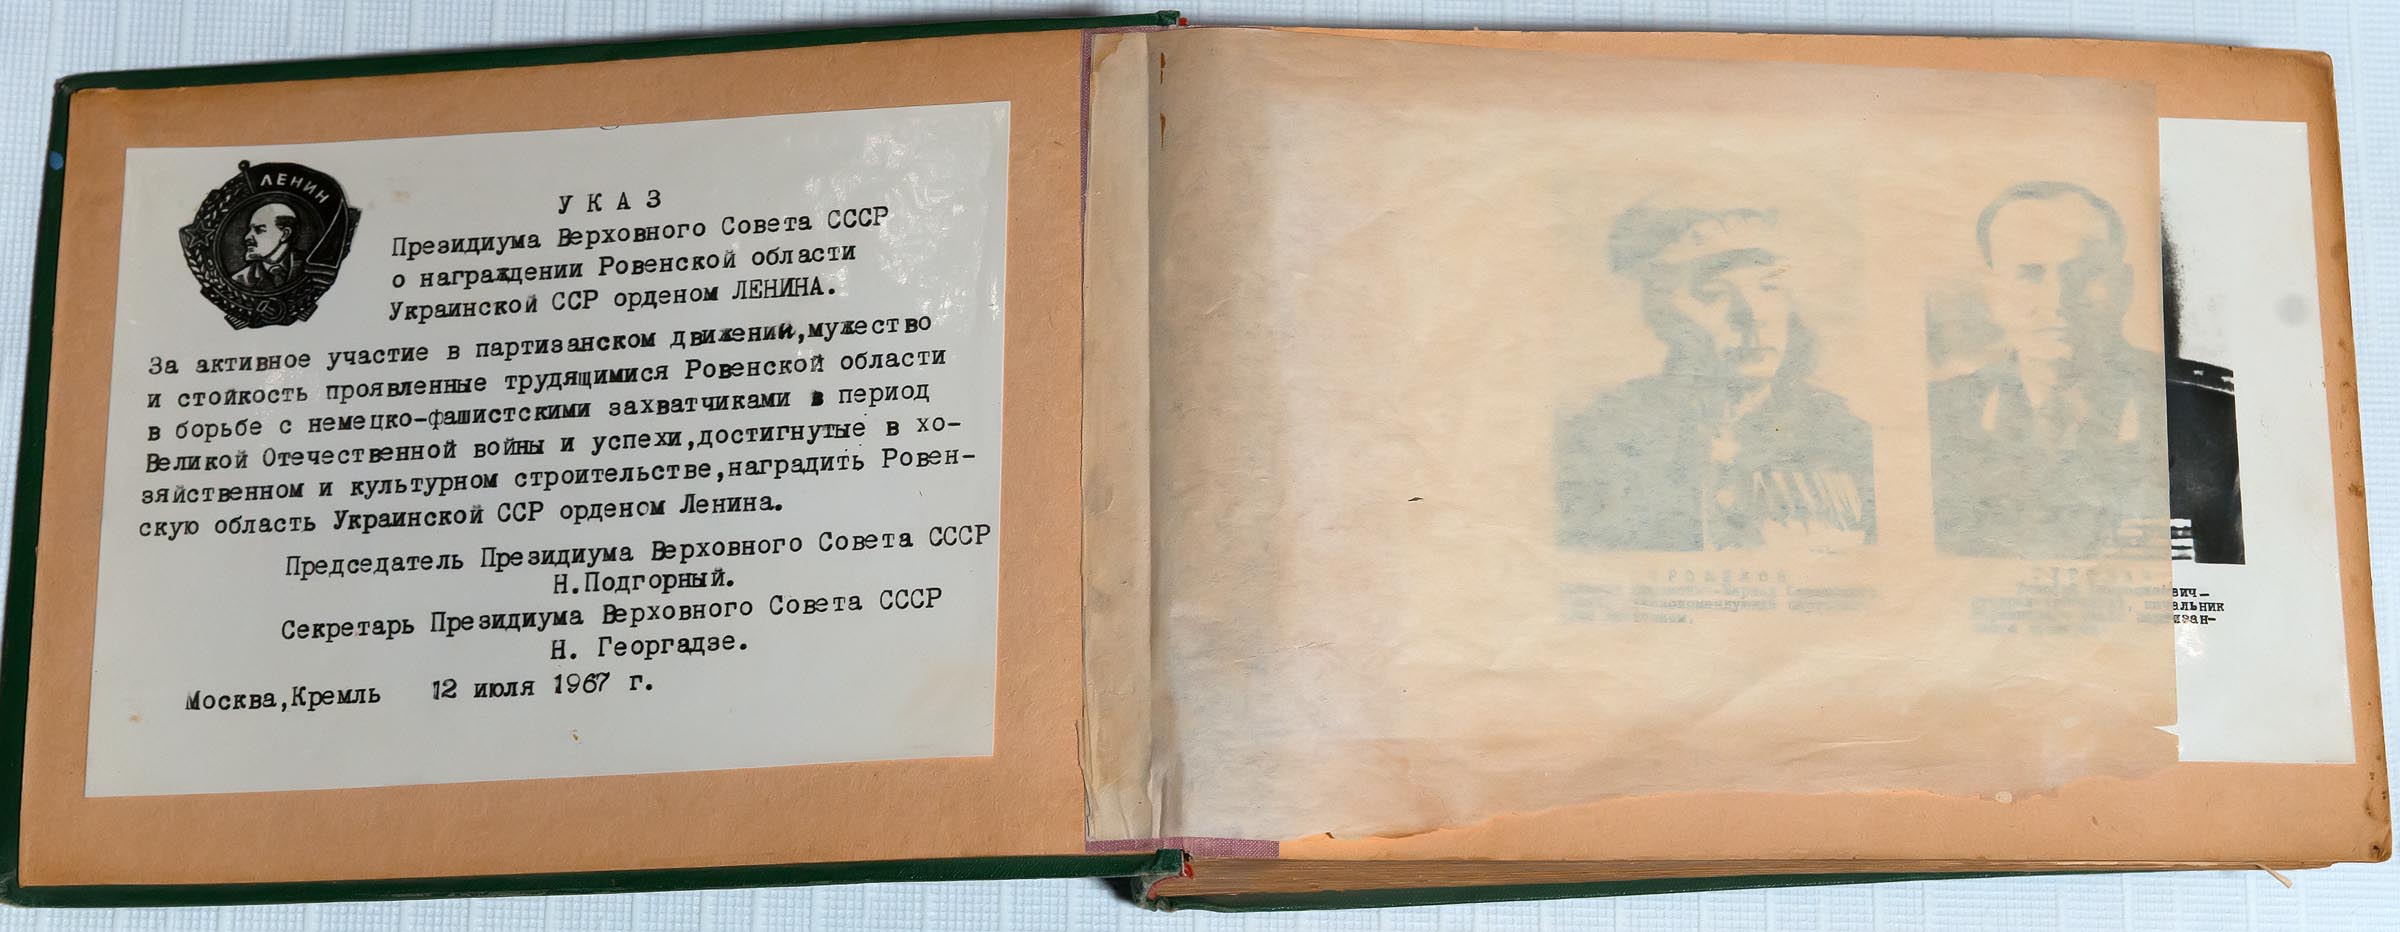 ЛЕНИН
УКАЗ
Президиума Верховного Совета СССР
о награждении Ровенской области
Украинской ССР орденом ЛЕНИНА.
За активное участие в партизанском движении,мужество
и стойкость проявленные трудящимися Ровенской области
в борьбе с немецко-фашистскими захватчиками в период
Великой Отечественной войны и успехи,достигнутые в хо-
зяйственном и культурном строительстве,наградить Ровен-
скую область Украинской ССР орденом Ленина.
Председатель Президиума Верховного Совета СССР
Н.Подгорный.
Секретарь Президиума Верховного Совета СССР
Н. Георгадзе.
Москва,Кремль 12 июля 1967 г.
вич-
альник
изан-